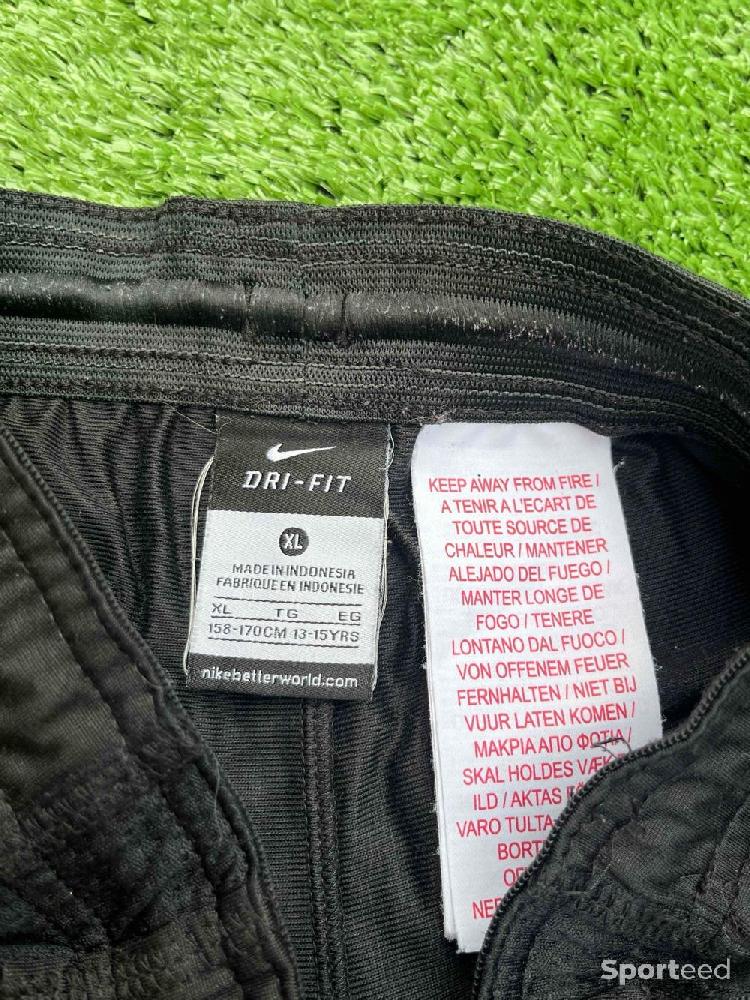 DRI-FIT
XL
MADE IN INDONESIA
FABRIQUE EN INDONESIE
XL TG EG
158-170CM 13-15YRS
nikebetterworld.com
KEEP AWAY FROM FIRE /
A TENIR A L'ECART DE
TOUTE SOURCE DE
CHALEUR / MANTENER
ALEJADO DEL FUEGO /
MANTER LONGE DE
FOGO / TENERE
LONTANO DAL FUOCO /
VON OFFENEM FEUER
FERNHALTEN / NIET BIJ
VUUR LATEN KOMEN /
ΜΑΚΡΙΑ ΑΠΟ ΦΩΤΙΑ /
SKAL HOLDES VÆK
ILD / AKTAS
VARO TULTA
BORT
Sporteed